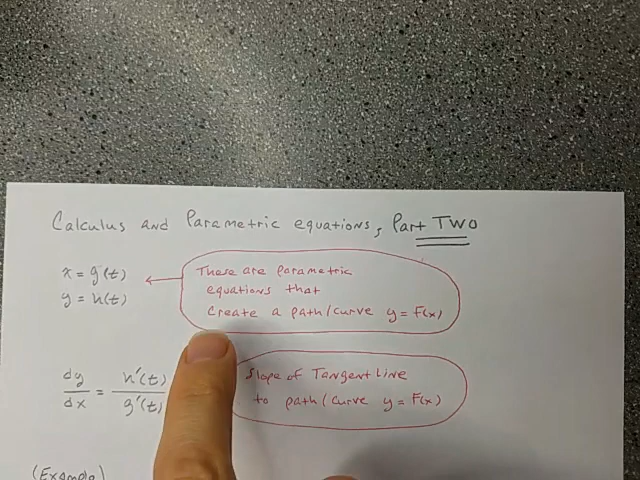 Calculus and Parametric equations, Part TWO
x = g(t)
y = h(t)
These are parametric
equations that
Create a path/curve y = F(x)
dy/dx = h'(t)/g'(t)
Slope of Tangent Line
to path/curve y = F(x)
(Example)